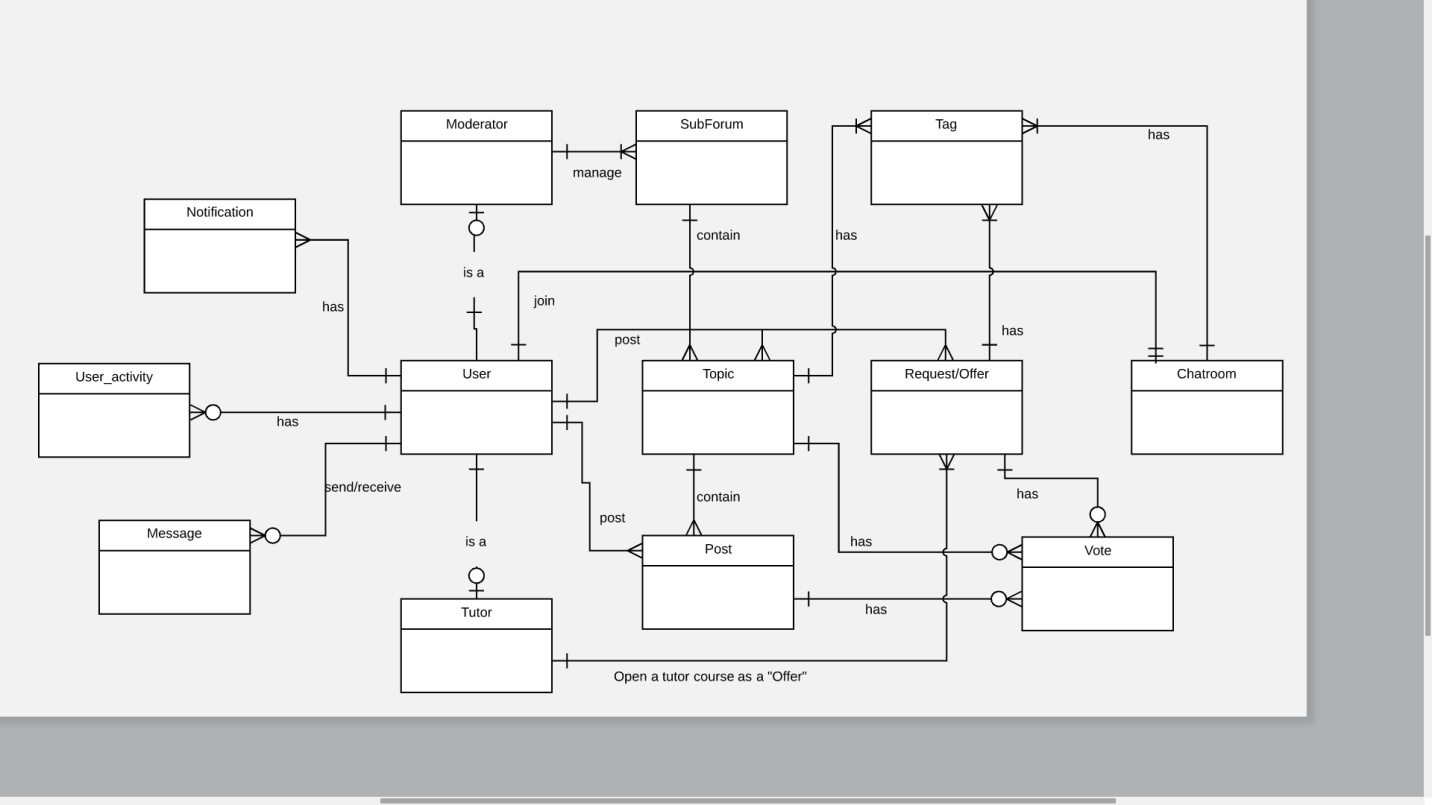 Moderator
SubForum
Tag
has
manage
Notification
contain
has
is a
join
has
has
post
User_activity
User
Topic
Request/Offer
Chatroom
has
send/receive
has
contain
post
Message
is a
has
Post
Vote
Tutor
has
Open a tutor course as a "Offer"